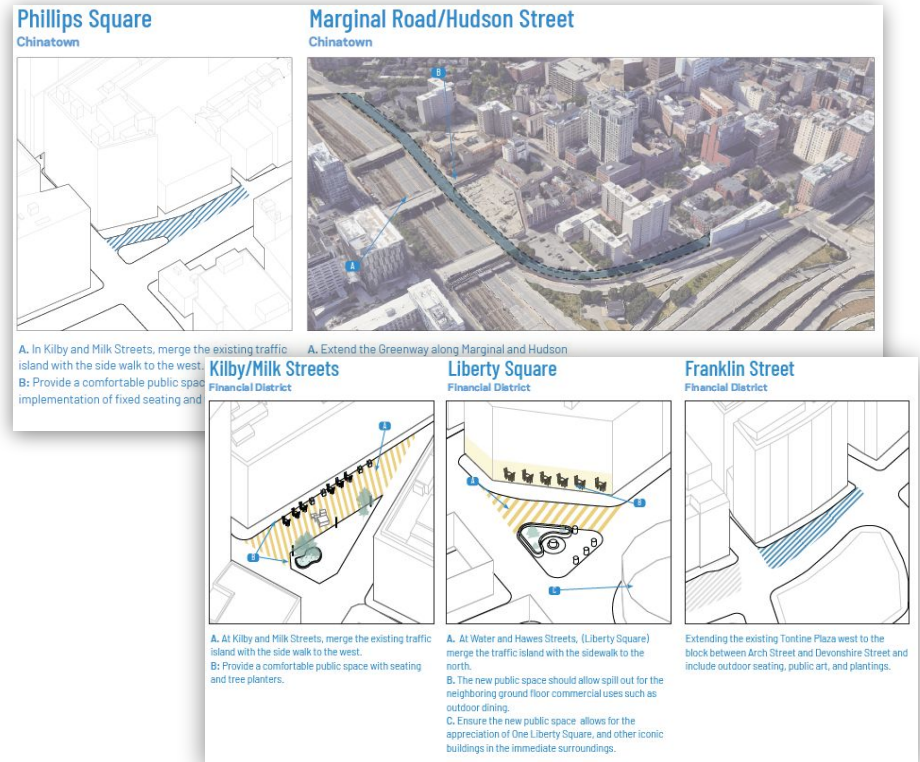 Phillips Square
Chinatown
A. In Kilby and Milk Streets, merge the existing traffic
island with the side walk to the west.
B: Provide a comfortable public spac
implementation of fixed seating and
Marginal Road/Hudson Street
Chinatown
B
A
A. Extend the Greenway along Marginal and Hudson
Kilby/Milk Streets
Financial District
A
B
A. At Kilby and Milk Streets, merge the existing traffic
island with the side walk to the west.
B: Provide a comfortable public space with seating
and tree planters.
Liberty Square
Financial District
A
B
C
A. At Water and Hawes Streets, (Liberty Square)
merge the traffic island with the sidewalk to the
north.
B. The new public space should allow spill out for the
neighboring ground floor commercial uses such as
outdoor dining.
C. Ensure the new public space allows for the
appreciation of One Liberty Square, and other iconic
buildings in the immediate surroundings.
Franklin Street
Financial District
Extending the existing Tontine Plaza west to the
block between Arch Street and Devonshire Street and
include outdoor seating, public art, and plantings.